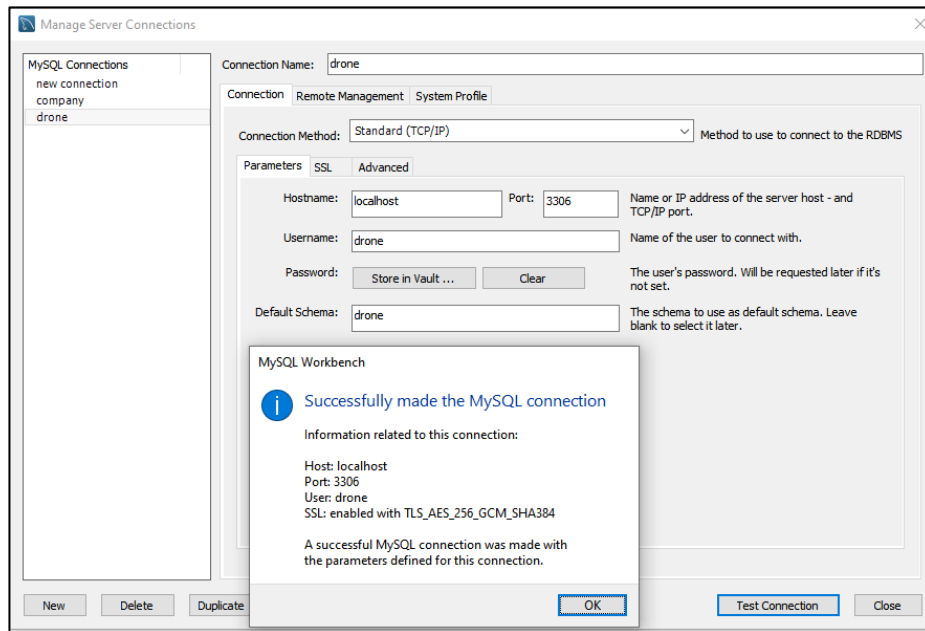 Manage Server Connections
MySQL Connections
new connection
company
drone
Connection Name: drone
Connection Remote Management System Profile
Connection Method: Standard (TCP/IP) Method to use to connect to the RDBMS
Parameters SSL Advanced
Hostname: localhost Port: 3306 Name or IP address of the server host - and
TCP/IP port.
Username: drone Name of the user to connect with.
Password: Store in Vault ... Clear The user's password. Will be requested later if it's
not set.
Default Schema: drone The schema to use as default schema. Leave
blank to select it later.
MySQL Workbench
Successfully made the MySQL connection
Information related to this connection:
Host: localhost
Port: 3306
User: drone
SSL: enabled with TLS_AES_256_GCM_SHA384
A successful MySQL connection was made with
the parameters defined for this connection.
OK
New Delete Duplicate Test Connection Close